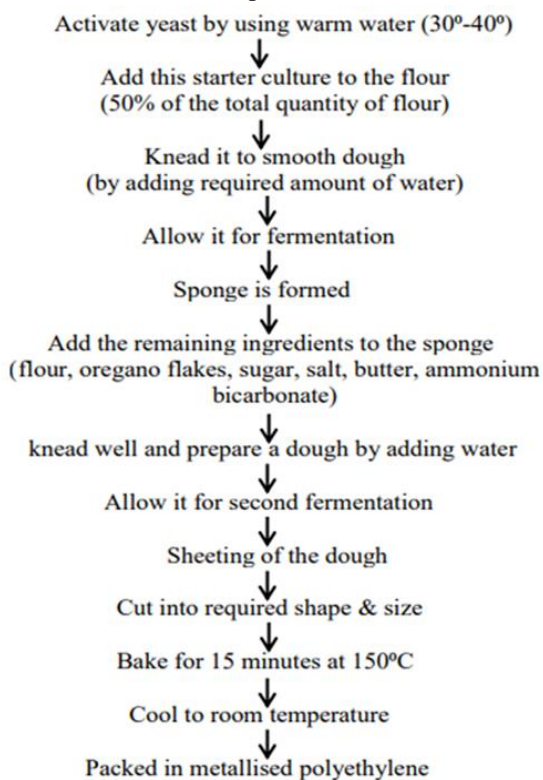 Activate yeast by using warm water (30º-40º)
Add this starter culture to the flour
(50% of the total quantity of flour)
Knead it to smooth dough
(by adding required amount of water)
Allow it for fermentation
Sponge is formed
Add the remaining ingredients to the sponge
(flour, oregano flakes, sugar, salt, butter, ammonium
bicarbonate)
knead well and prepare a dough by adding water
Allow it for second fermentation
Sheeting of the dough
Cut into required shape & size
Bake for 15 minutes at 150ºC
Cool to room temperature
Packed in metallised polyethylene